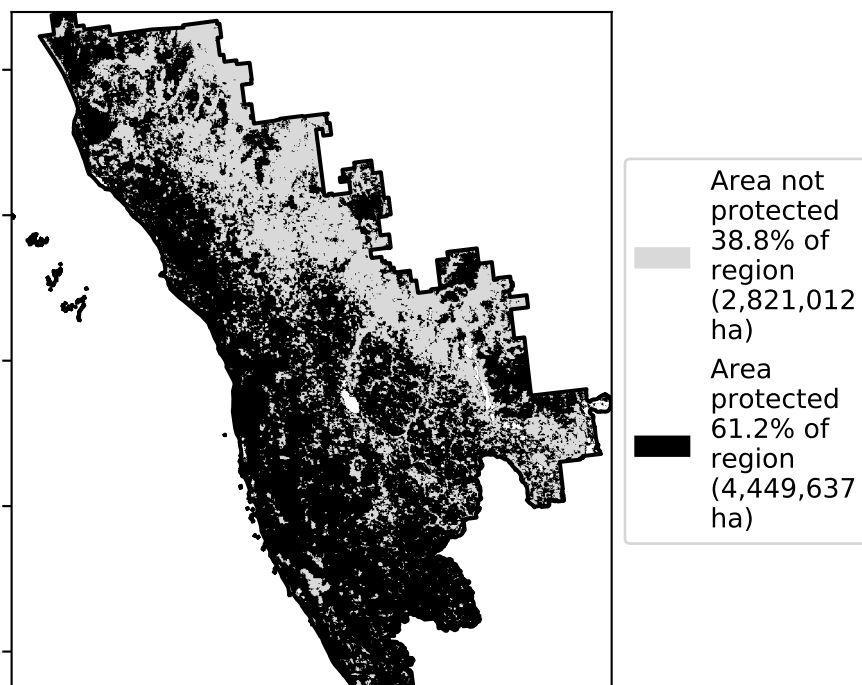 Area not
protected
38.8% of
region
(2,821,012
ha)
Area
protected
61.2% of
region
(4,449,637
ha)